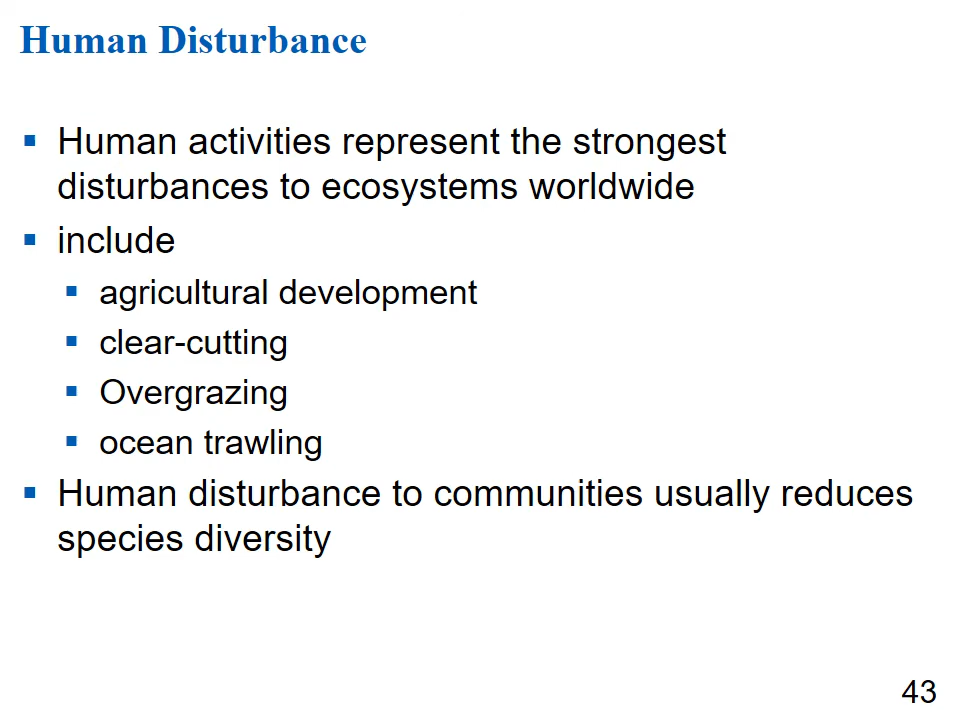 Human Disturbance
▪ Human activities represent the strongest
disturbances to ecosystems worldwide
▪ include
▪ agricultural development
▪ clear-cutting
▪ Overgrazing
▪ ocean trawling
▪ Human disturbance to communities usually reduces
species diversity
43